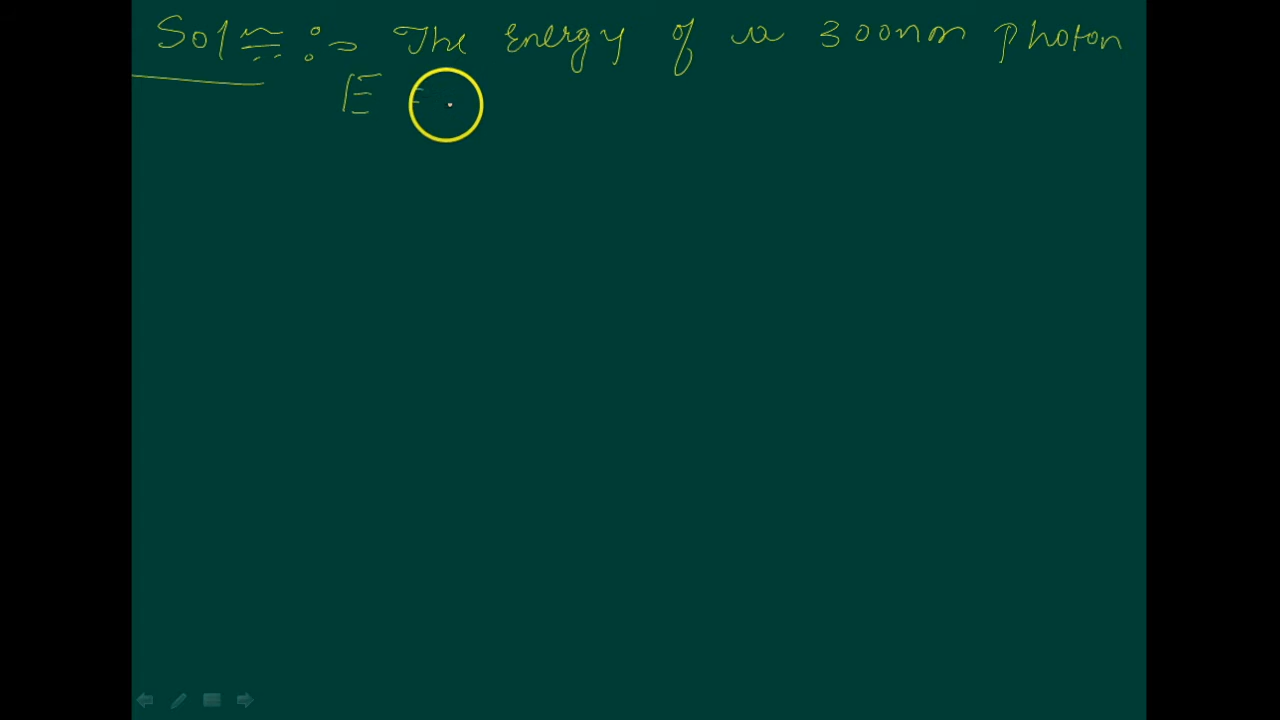 Soln :- The Energy of a 300nm photon
E =